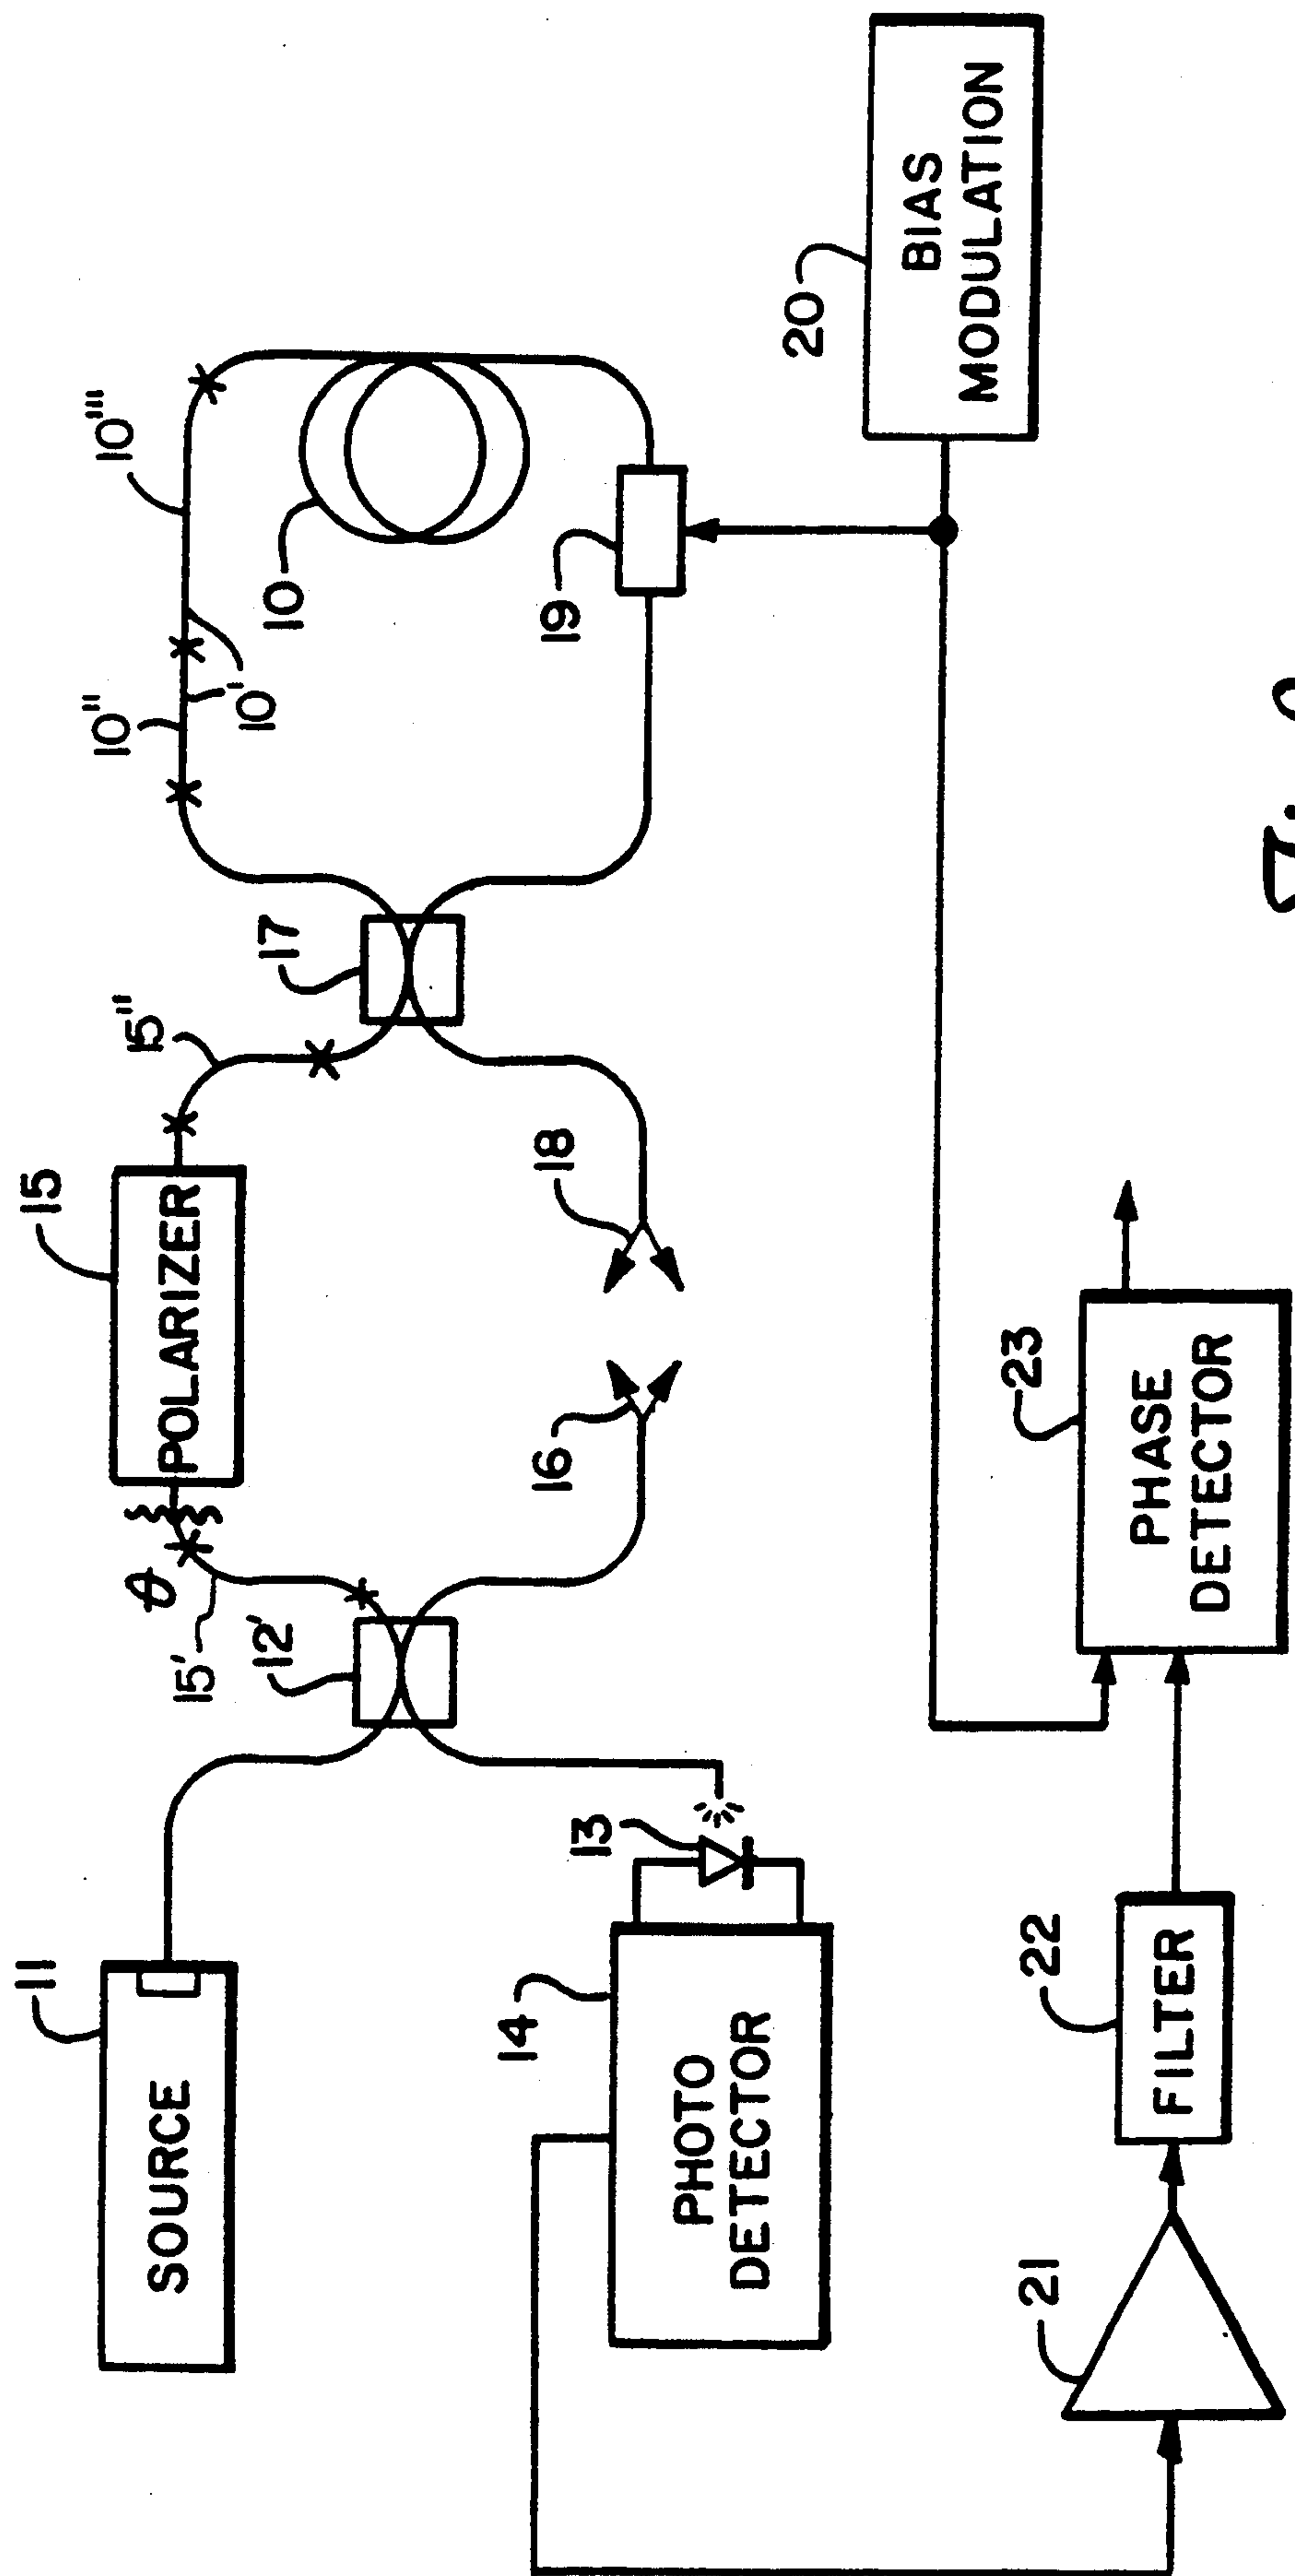 11
SOURCE
θ
15'
15
POLARIZER
15"
10"
10'
10'''
10
12'
17
13
14
PHOTO
DETECTOR
16
18
19
20
BIAS
MODULATION
21
22
FILTER
23
PHASE
DETECTOR